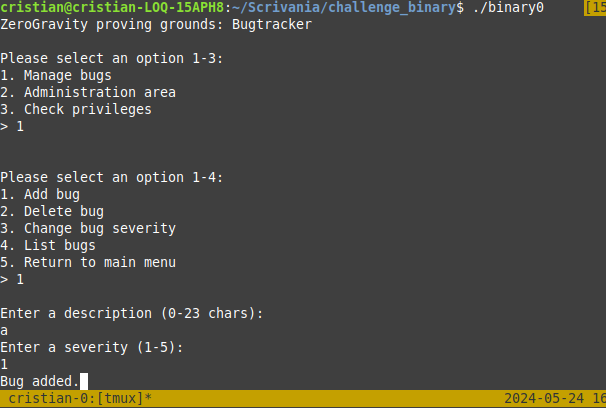 cristian@cristian-LOQ-15APH8:~/Scrivania/challenge_binary$ ./binary0 [15
ZeroGravity proving grounds: Bugtracker
Please select an option 1-3:
1. Manage bugs
2. Administration area
3. Check privileges
> 1
Please select an option 1-4:
1. Add bug
2. Delete bug
3. Change bug severity
4. List bugs
5. Return to main menu
> 1
Enter a description (0-23 chars):
a
Enter a severity (1-5):
1
Bug added.
cristian-0:[tmux]* 2024-05-24 16